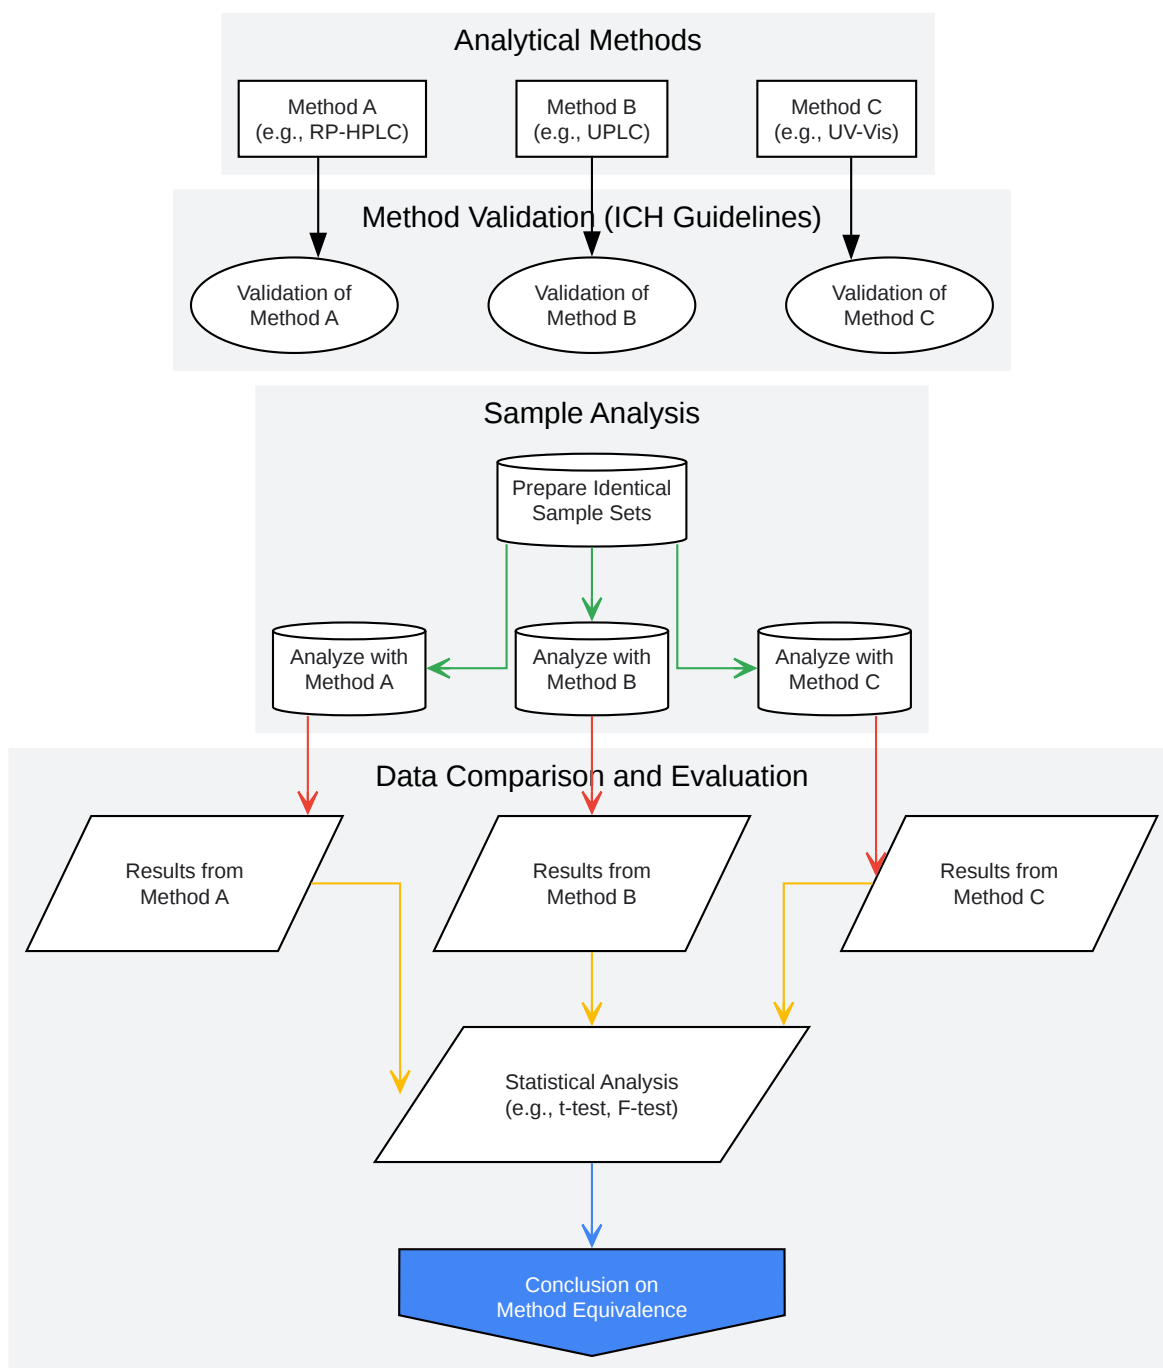 Analytical Methods
Method A
(e.g., RP-HPLC)
Method B
(e.g., UPLC)
Method C
(e.g., UV-Vis)
Method Validation (ICH Guidelines)
Validation of
Method A
Validation of
Method B
Validation of
Method C
Sample Analysis
Prepare Identical
Sample Sets
Analyze with
Method A
Analyze with
Method B
Analyze with
Method C
Data Comparison and Evaluation
Results from
Method A
Results from
Method B
Results from
Method C
Statistical Analysis
(e.g., t-test, F-test)
Conclusion on
Method Equivalence